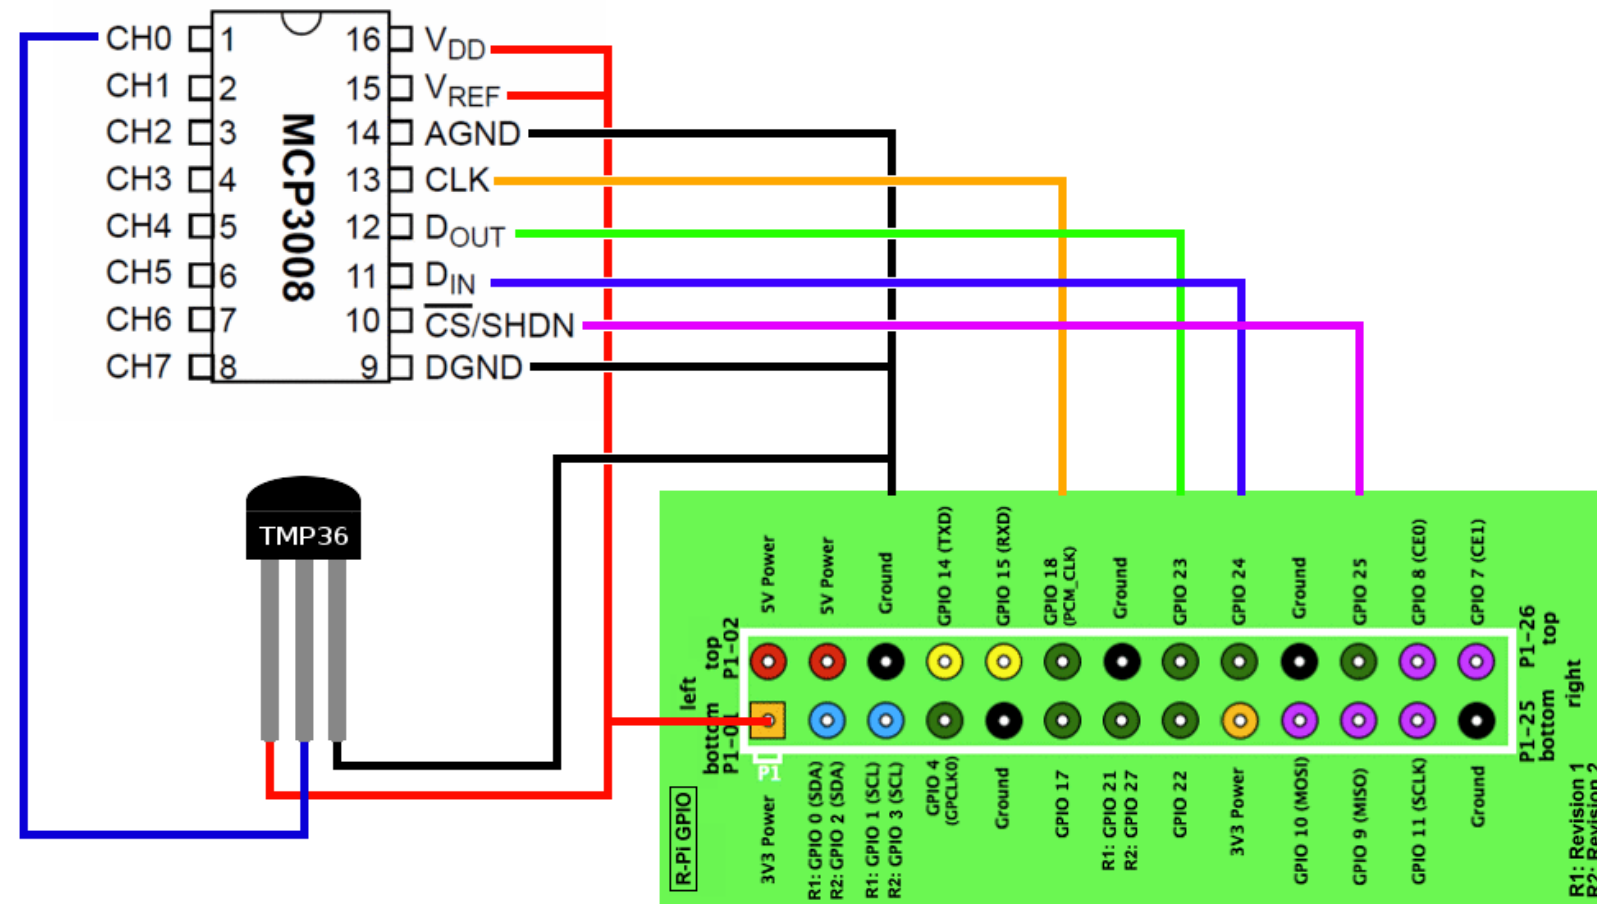 CH0 1 16 VDD
CH1 2 15 VREF
CH2 3 14 AGND
CH3 4 13 CLK
CH4 5 12 DOUT
CH5 6 11 DIN
CH6 7 10 CS/SHDN
CH7 8 9 DGND
MCP3008
TMP36
5V Power
5V Power
Ground
GPIO 14 (TXD)
GPIO 15 (RXD)
GPIO 18
(PCM_CLK)
Ground
GPIO 23
GPIO 24
Ground
GPIO 25
GPIO 8 (CE0)
GPIO 7 (CE1)
left
top
P1-02
bottom
P1-01
P1
P1-26
top
right
P1-25
bottom
R-Pi GPIO
3V3 Power
R1: GPIO 0 (SDA)
R2: GPIO 2 (SDA)
R1: GPIO 1 (SCL)
R2: GPIO 3 (SCL)
GPIO 4
(GPCLK0)
Ground
GPIO 17
R1: GPIO 21
R2: GPIO 27
GPIO 22
3V3 Power
GPIO 10 (MOSI)
GPIO 9 (MISO)
GPIO 11 (SCLK)
Ground
R1: Revision 1
R2: Revision 2